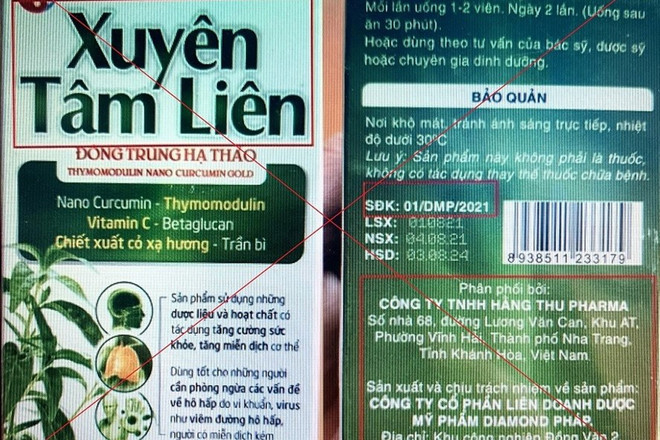 Xuyên
Tâm Liên
ĐÔNG TRÙNG HẠ THẢO
THYMOMODULIN NANO CURCUMIN GOLD
Nano Curcumin - Thymomodulin
Vitamin C - Betaglucan
Chiết xuất cỏ xạ hương - Trần bì
Sản phẩm sử dụng những
dược liệu và hoạt chất có
tác dụng tăng cường sức
khỏe, tăng miễn dịch cơ thể
Dùng tốt cho những người
cần phòng ngừa các vấn đề
về hô hấp do vi khuẩn, virus
như viêm đường hô hấp,
người có miễn dịch kém
Mỗi lần uống 1-2 viên. Ngày 2 lần. (Uống sau
ăn 30 phút).
Hoặc dùng theo tư vấn của bác sỹ, dược sỹ
hoặc chuyên gia dinh dưỡng.
BẢO QUẢN
Nơi khô mát, tránh ánh sáng trực tiếp, nhiệt
độ dưới 30°C
Lưu ý: Sản phẩm này không phải là thuốc,
không có tác dụng thay thế thuốc chữa bệnh.
SĐK: 01/DMP/2021
LSX: 010821
NSX: 04.08.21
HSD: 03.08.24
8 938511 233179
Phân phối bởi:
CÔNG TY TNHH HẰNG THU PHARMA
Số nhà 68, đường Lương Văn Can, Khu AT,
Phường Vĩnh Hải, Thành phố Nha Trang,
Tỉnh Khánh Hòa, Việt Nam
Sản xuất và chịu trách nhiệm về sản phẩm:
CÔNG TY CỔ PHẦN LIÊN DOANH DƯỢC
MỸ PHẨM DIAMOND PHÁP
Địa chỉ: Khu công nghiệp